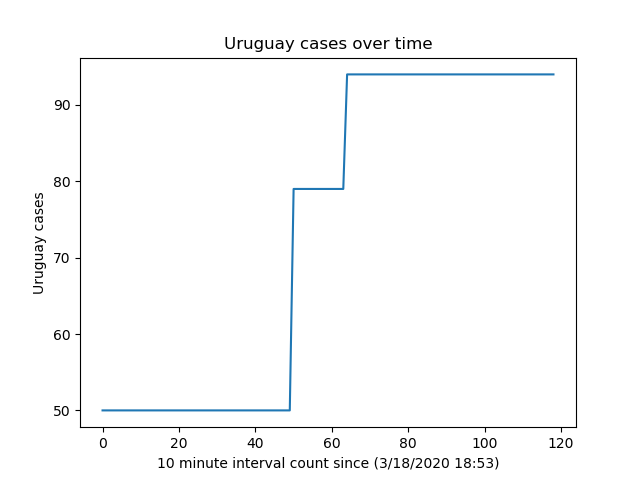 Uruguay cases over time
Uruguay cases
90
80
70
60
50
0 20 40 60 80 100 120
10 minute interval count since (3/18/2020 18:53)